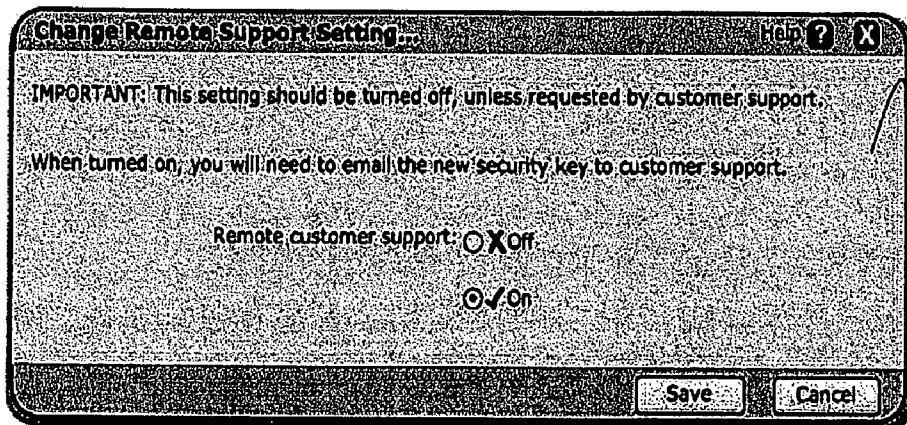 Change Remote Support Setting... Help ? X
IMPORTANT: This setting should be turned off, unless requested by customer support.
When turned on, you will need to email the new security key to customer support.
Remote customer support: X Off
✓ On
Save Cancel